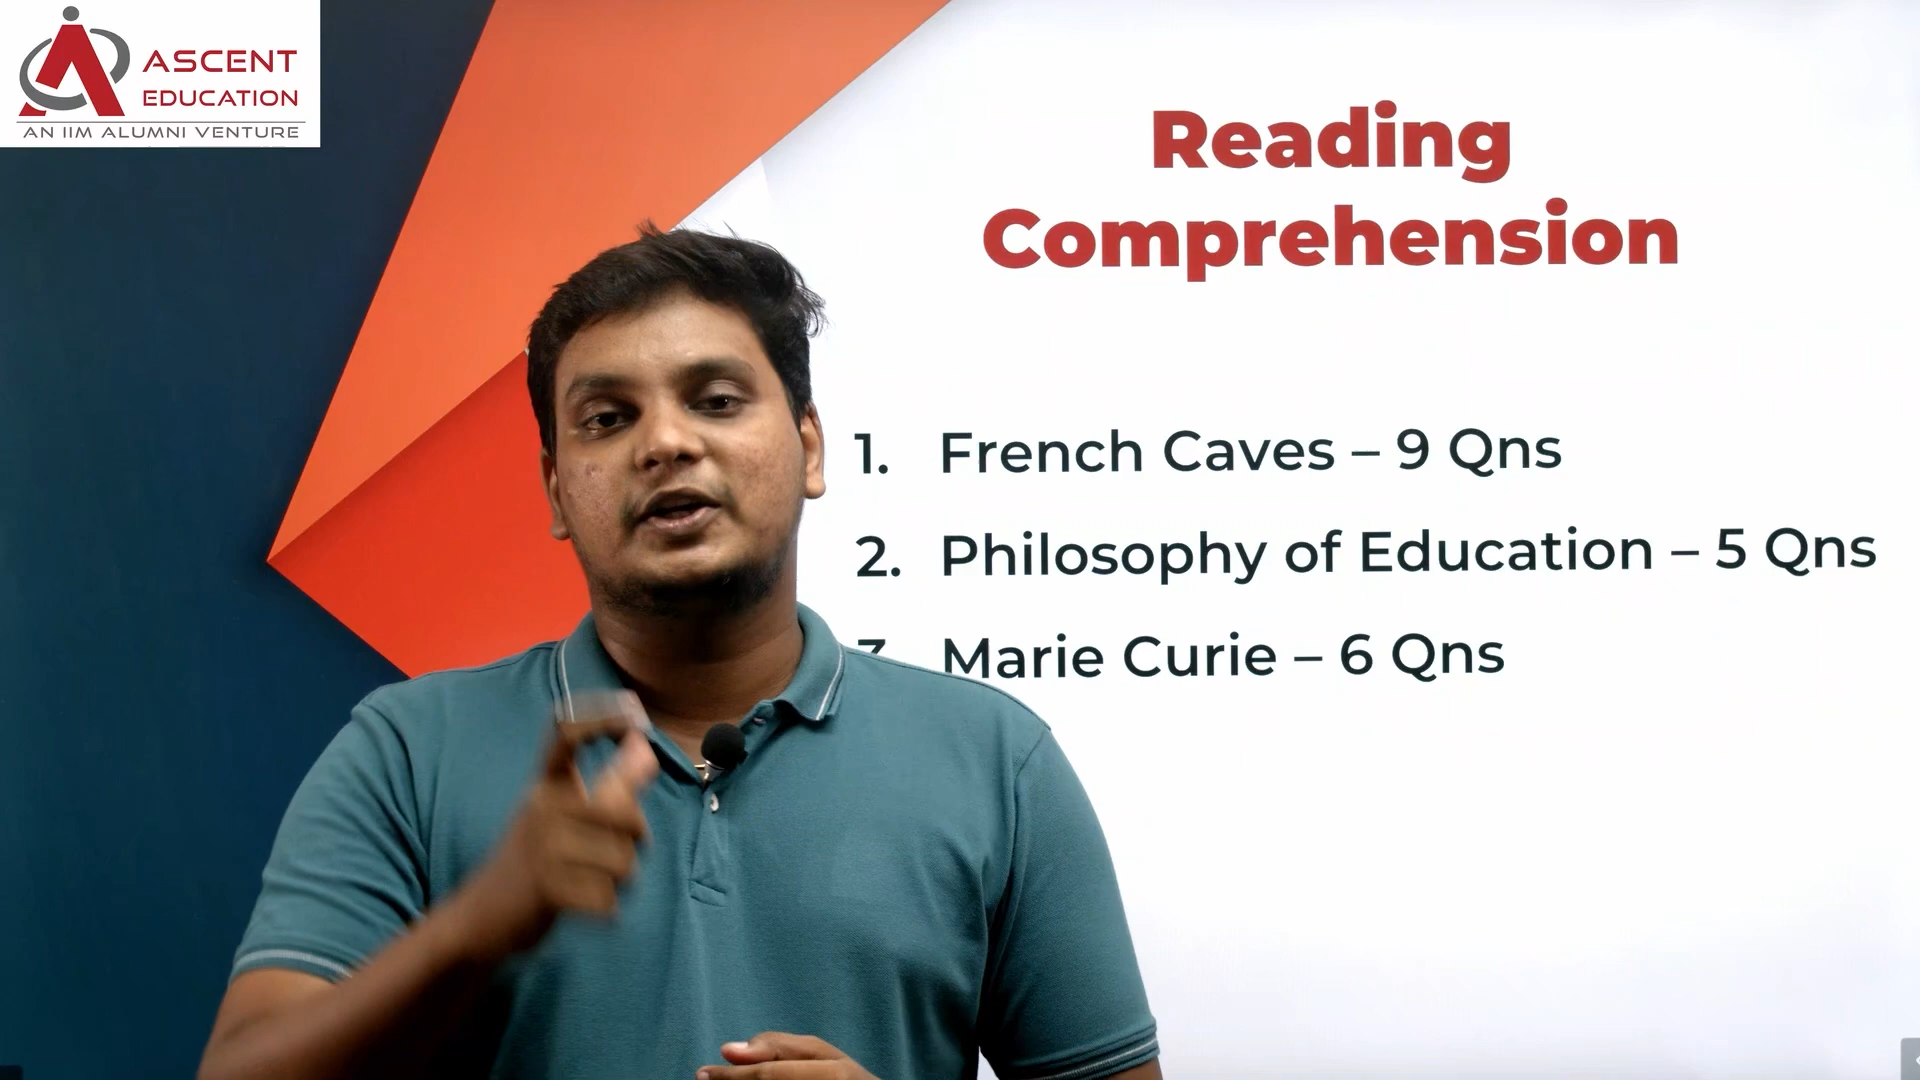 ASCENT
EDUCATION
AN IIM ALUMNI VENTURE
Reading
Comprehension
1. French Caves – 9 Qns
2. Philosophy of Education – 5 Qns
Marie Curie – 6 Qns